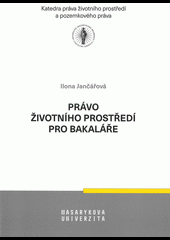 Katedra práva životního prostředí
a pozemkového práva
Ilona Jančářová
PRÁVO
ŽIVOTNÍHO PROSTŘEDÍ
PRO BAKALÁŘE
MASARYKOVA
UNIVERZITA